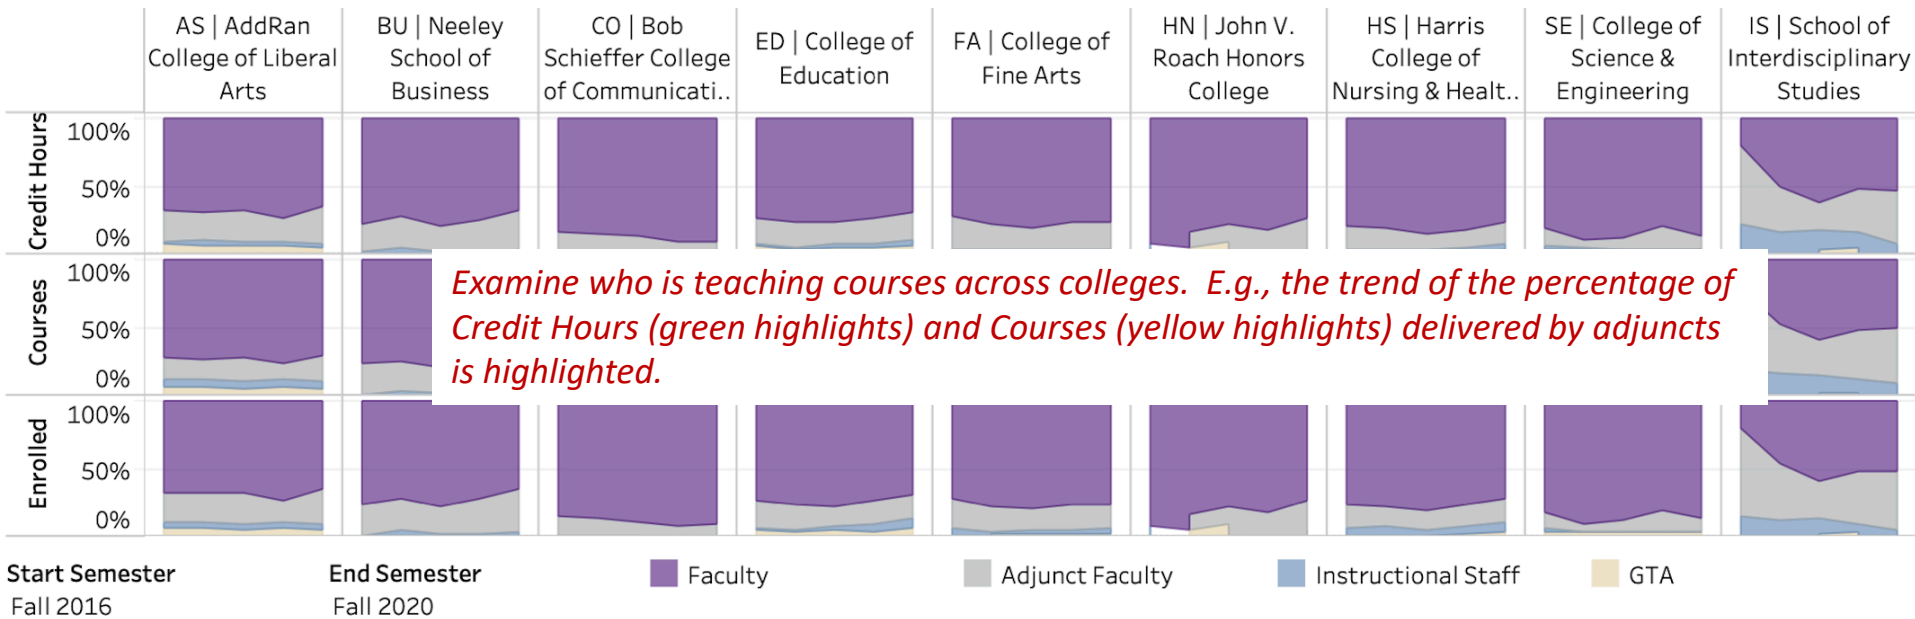 AS | AddRan
College of Liberal
Arts
BU | Neeley
School of
Business
CO | Bob
Schieffer College
of Communicati..
ED | College of
Education
FA | College of
Fine Arts
HN | John V.
Roach Honors
College
HS | Harris
College of
Nursing & Healt..
SE | College of
Science &
Engineering
IS | School of
Interdisciplinary
Studies
Credit Hours
100%
50%
0%
Courses
100%
50%
0%
Examine who is teaching courses across colleges. E.g., the trend of the percentage of
Credit Hours (green highlights) and Courses (yellow highlights) delivered by adjuncts
is highlighted.
Enrolled
100%
50%
0%
Start Semester
Fall 2016
End Semester
Fall 2020
Faculty
Adjunct Faculty
Instructional Staff
GTA